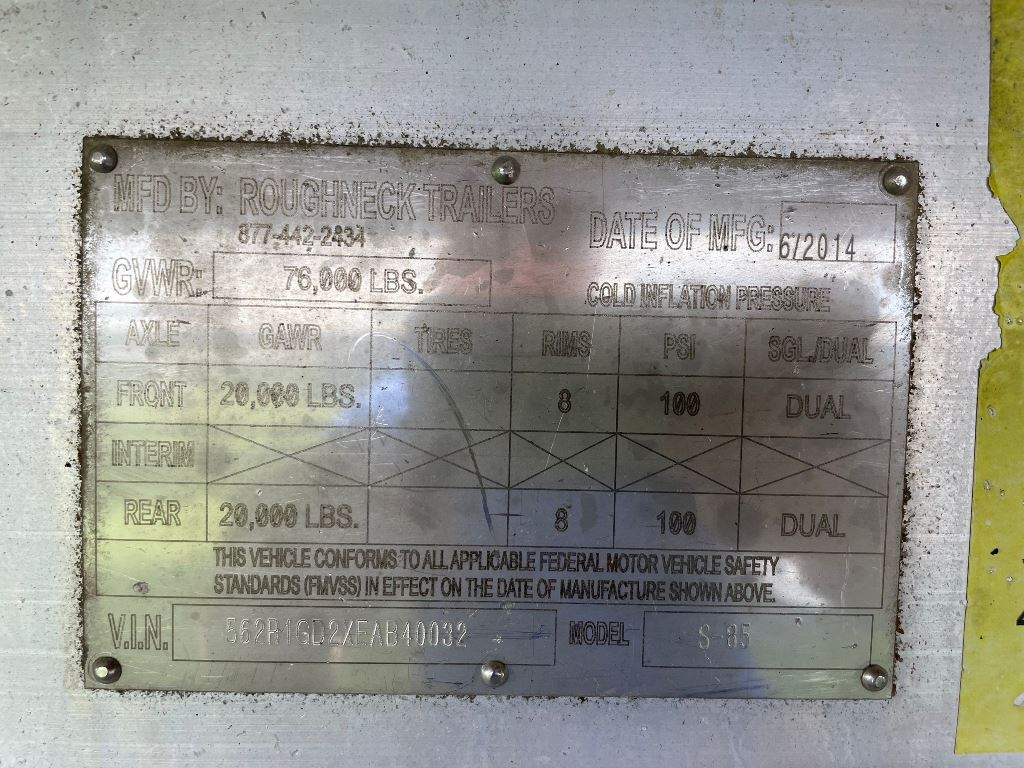 MFD BY: ROUGHNECK TRAILERS
877-442-2434
DATE OF MFG: 6/2014
GVWR: 76,000 LBS.
COLD INFLATION PRESSURE
AXLE GAWR TIRES RIMS PSI SGL./DUAL
FRONT 20,000 LBS. 8 100 DUAL
INTERIM
REAR 20,000 LBS. 8 100 DUAL
THIS VEHICLE CONFORMS TO ALL APPLICABLE FEDERAL MOTOR VEHICLE SAFETY
STANDARDS (FMVSS) IN EFFECT ON THE DATE OF MANUFACTURE SHOWN ABOVE.
V.I.N. 562R1GD2XEAB40032 MODEL S-85